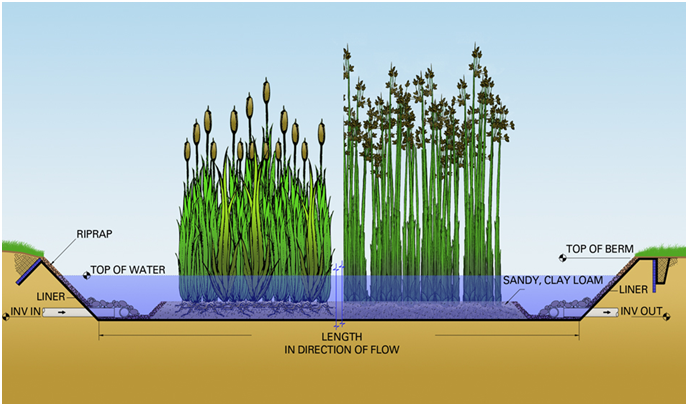 RIPRAP
TOP OF WATER
TOP OF BERM
SANDY, CLAY LOAM
LINER
LINER
INV IN
INV OUT
LENGTH
IN DIRECTION OF FLOW